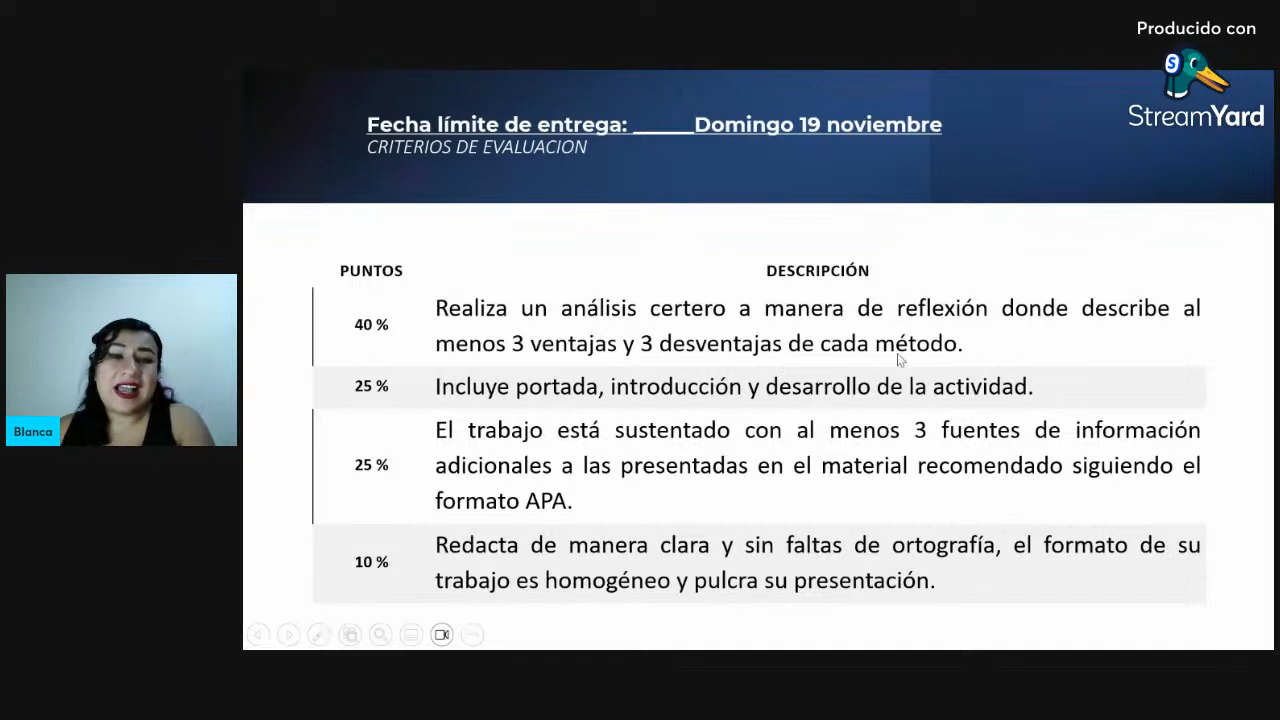 Producido con
StreamYard
Fecha límite de entrega: _____Domingo 19 noviembre
CRITERIOS DE EVALUACION
PUNTOS DESCRIPCIÓN
40 % Realiza un análisis certero a manera de reflexión donde describe al
menos 3 ventajas y 3 desventajas de cada método.
25 % Incluye portada, introducción y desarrollo de la actividad.
El trabajo está sustentado con al menos 3 fuentes de información
25 % adicionales a las presentadas en el material recomendado siguiendo el
formato APA.
10 % Redacta de manera clara y sin faltas de ortografía, el formato de su
trabajo es homogéneo y pulcra su presentación.
Blanca